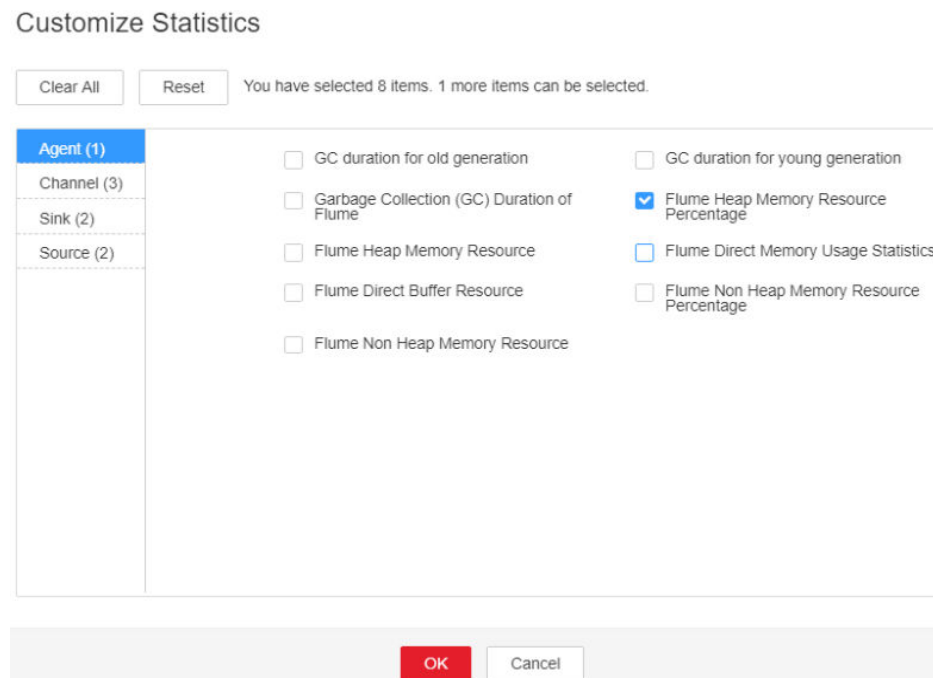 Customize Statistics
Clear All
Reset
You have selected 8 items. 1 more items can be selected.
Agent (1)
Channel (3)
Sink (2)
Source (2)
GC duration for old generation
GC duration for young generation
Garbage Collection (GC) Duration of
Flume
Flume Heap Memory Resource
Percentage
Flume Heap Memory Resource
Flume Direct Memory Usage Statistics
Flume Direct Buffer Resource
Flume Non Heap Memory Resource
Percentage
Flume Non Heap Memory Resource
OK
Cancel